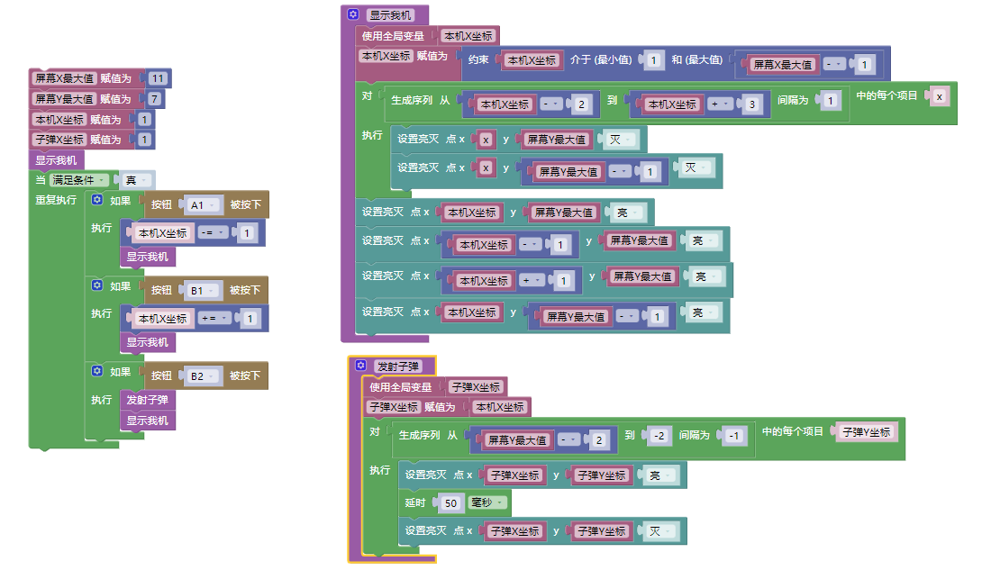 屏幕X最大值 赋值为 11
屏幕Y最大值 赋值为 7
本机X坐标 赋值为 1
子弹X坐标 赋值为 1
显示我机
当 满足条件 真
重复执行 如果 按钮 A1 被按下
执行 本机X坐标 -= 1
显示我机
如果 按钮 B1 被按下
执行 本机X坐标 += 1
显示我机
如果 按钮 B2 被按下
执行 发射子弹
显示我机
显示我机
使用全局变量 本机X坐标
本机X坐标 赋值为 约束 本机X坐标 介于 (最小值) 1 和 (最大值) 屏幕X最大值 - 1
对 生成序列 从 本机X坐标 - 2 到 本机X坐标 + 3 间隔为 1 中的每个项目 x
执行 设置亮灭 点 x x y 屏幕Y最大值 灭
设置亮灭 点 x x y 屏幕Y最大值 - 1 灭
设置亮灭 点 x 本机X坐标 y 屏幕Y最大值 亮
设置亮灭 点 x 本机X坐标 - 1 y 屏幕Y最大值 亮
设置亮灭 点 x 本机X坐标 + 1 y 屏幕Y最大值 亮
设置亮灭 点 x 本机X坐标 y 屏幕Y最大值 - 1 亮
发射子弹
使用全局变量 子弹X坐标
子弹X坐标 赋值为 本机X坐标
对 生成序列 从 屏幕Y最大值 - 2 到 -2 间隔为 -1 中的每个项目 子弹Y坐标
执行 设置亮灭 点 x 子弹X坐标 y 子弹Y坐标 亮
延时 50 毫秒
设置亮灭 点 x 子弹X坐标 y 子弹Y坐标 灭